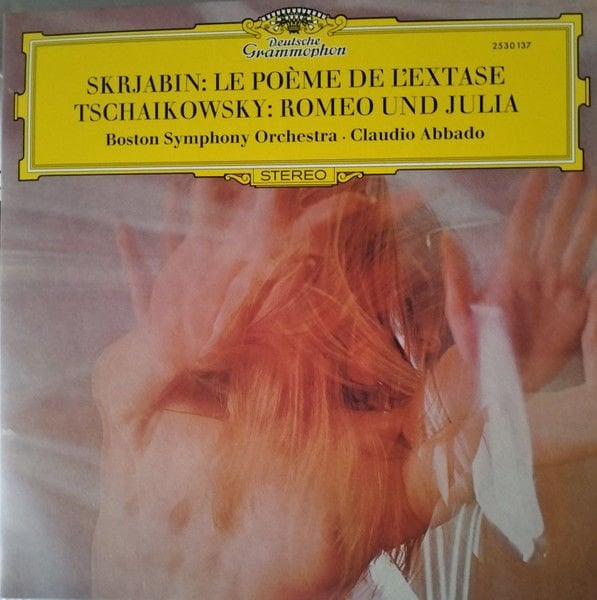 Deutsche
Grammophon
2530 137
SKRJABIN: LE POÈME DE L'EXTASE
TSCHAIKOWSKY: ROMEO UND JULIA
Boston Symphony Orchestra · Claudio Abbado
STEREO